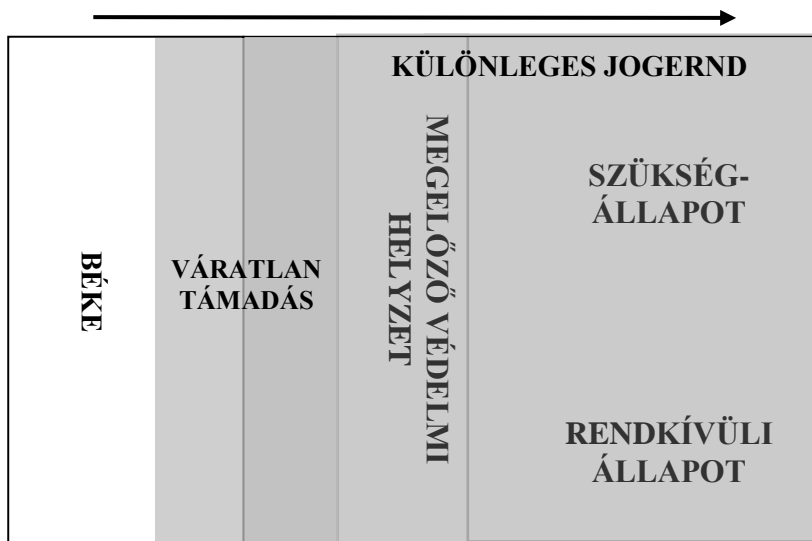 KÜLÖNLEGES JOGERND
BÉKE
VÁRATLAN
TÁMADÁS
MEGELŐZŐ VÉDELMI
HELYZET
SZÜKSÉG-
ÁLLAPOT
RENDKÍVÜLI
ÁLLAPOT